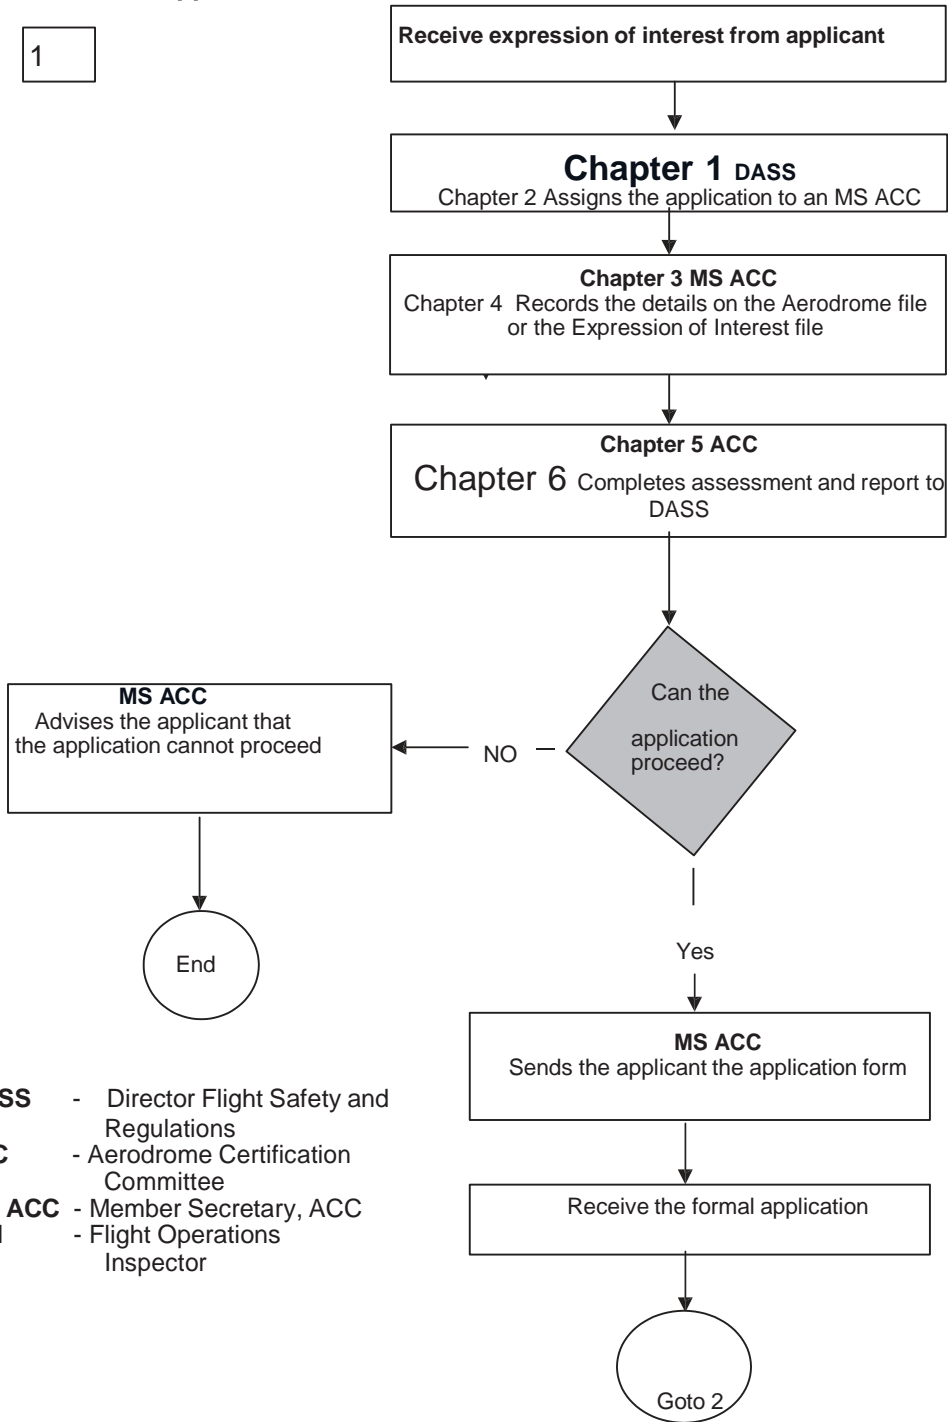 1
Receive expression of interest from applicant
Chapter 1 DASS
Chapter 2 Assigns the application to an MS ACC
Chapter 3 MS ACC
Chapter 4 Records the details on the Aerodrome file
or the Expression of Interest file
Chapter 5 ACC
Chapter 6 Completes assessment and report to
DASS
Can the
application
proceed?
NO
MS ACC
Advises the applicant that
the application cannot proceed
End
Yes
MS ACC
Sends the applicant the application form
Receive the formal application
Goto 2
SS - Director Flight Safety and
Regulations
C - Aerodrome Certification
Committee
ACC - Member Secretary, ACC
- Flight Operations
Inspector